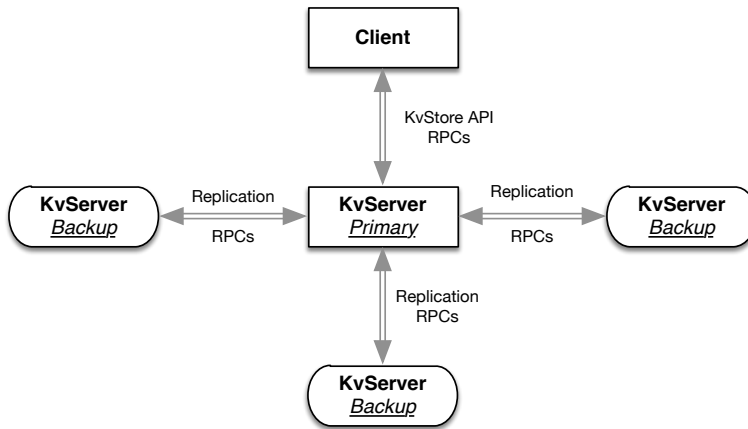 Client
KvStore API
RPCs
KvServer
Backup
Replication
RPCs
KvServer
Primary
Replication
RPCs
KvServer
Backup
Replication
RPCs
KvServer
Backup